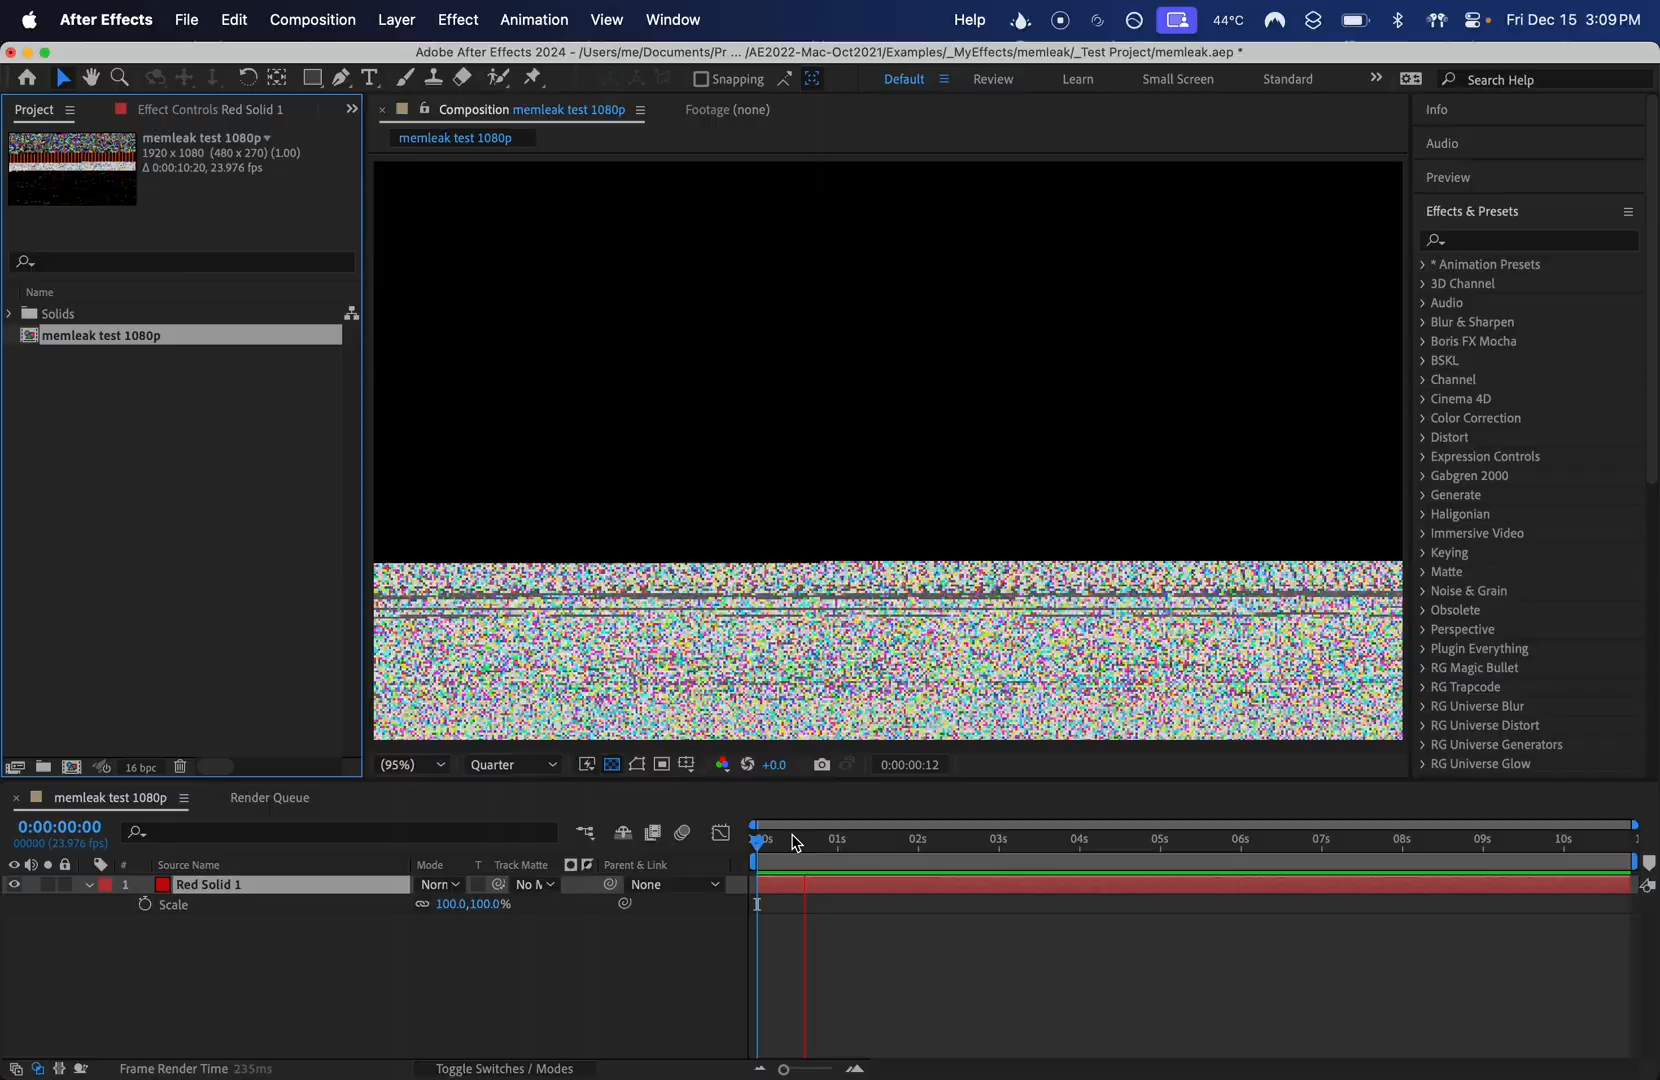 After Effects File Edit Composition Layer Effect Animation View Window Help 44°C Fri Dec 15 3:09 PM
Adobe After Effects 2024 - /Users/me/Documents/Pr ... /AE2022-Mac-Oct2021/Examples/_MyEffects/memleak/_Test Project/memleak.aep *
Snapping Default Review Learn Small Screen Standard Search Help
Project Effect Controls Red Solid 1
memleak test 1080p
1920 x 1080 (480 x 270) (1.00)
Δ 0:00:10:20, 23.976 fps
Name
Solids
memleak test 1080p
16 bpc
Composition memleak test 1080p Footage (none)
memleak test 1080p
(95%) Quarter +0.0 0:00:00:12
Info
Audio
Preview
Effects & Presets
* Animation Presets
3D Channel
Audio
Blur & Sharpen
Boris FX Mocha
BSKL
Channel
Cinema 4D
Color Correction
Distort
Expression Controls
Gabgren 2000
Generate
Haligonian
Immersive Video
Keying
Matte
Noise & Grain
Obsolete
Perspective
Plugin Everything
RG Magic Bullet
RG Trapcode
RG Universe Blur
RG Universe Distort
RG Universe Generators
RG Universe Glow
memleak test 1080p Render Queue
0:00:00:00
00000 (23.976 fps)
# Source Name Mode T Track Matte Parent & Link
1 Red Solid 1 Norn No M None
Scale 100.0,100.0%
0s 01s 02s 03s 04s 05s 06s 07s 08s 09s 10s 1
Frame Render Time 235ms Toggle Switches / Modes